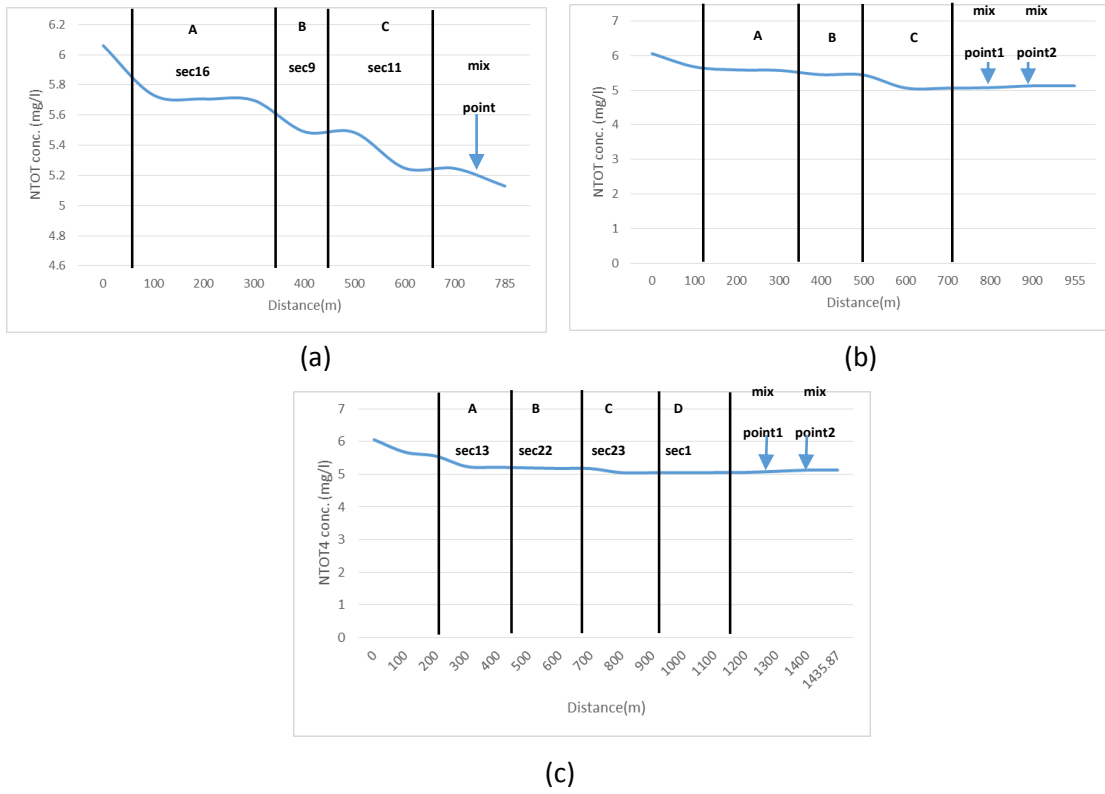 A B C
sec16 sec9 sec11 mix
point
NTOT conc. (mg/l)
6.2
6
5.8
5.6
5.4
5.2
5
4.8
4.6
0 100 200 300 400 500 600 700 785
Distance(m)
(a)
mix mix
A B C
point1 point2
NTOT conc. (mg/l)
7
6
5
4
3
2
1
0
0 100 200 300 400 500 600 700 800 900 955
Distance(m)
(b)
mix mix
A B C D
point1 point2
sec13 sec22 sec23 sec1
NTOT4 conc. (mg/l)
7
6
5
4
3
2
1
0
0 100 200 300 400 500 600 700 800 900 1000 1100 1200 1300 1400 1435.87
Distance(m)
(c)